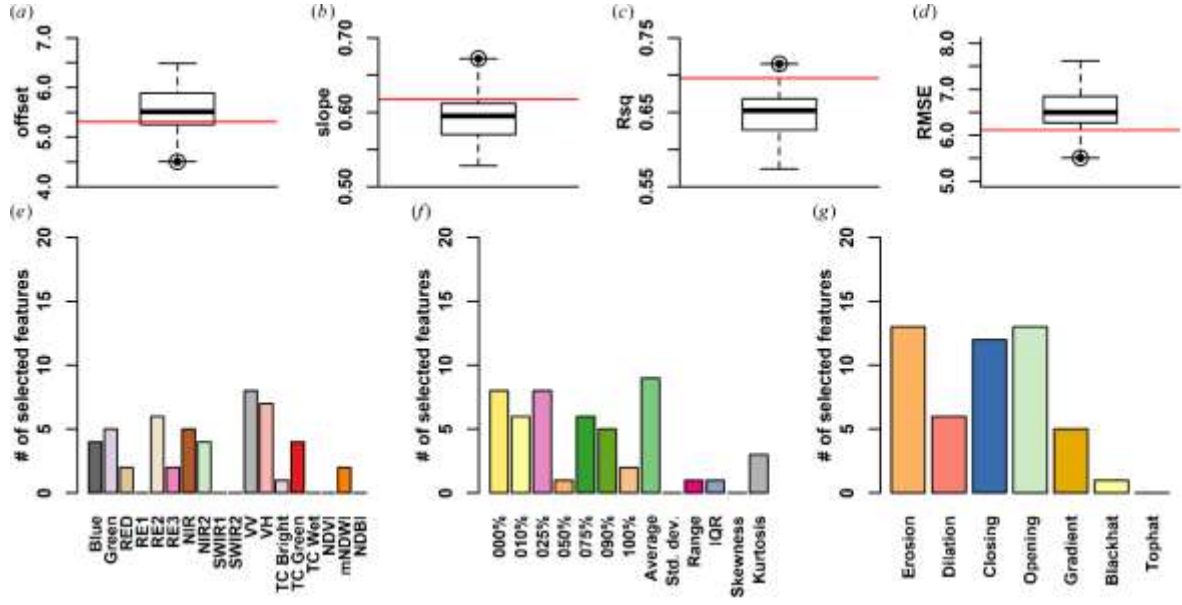 (a)
(b)
(c)
(d)
offset
4.0 5.0 6.0 7.0
slope
0.50 0.60 0.70
Rsq
0.55 0.65 0.75
RMSE
5.0 6.0 7.0 8.0
(e)
(f)
(g)
# of selected features
0 5 10 15 20
Blue
Green
RED
RE1
RE2
RE3
NIR
NIR2
SWIR1
SWIR2
VV
VH
TC Bright
TC Green
TC Wet
NDVI
mNDWI
NDBI
# of selected features
0 5 10 15 20
000%
010%
025%
050%
075%
090%
100%
Average
Std. dev.
Range
IQR
Skewness
Kurtosis
# of selected features
0 5 10 15 20
Erosion
Dilation
Closing
Opening
Gradient
Blackhat
Tophat